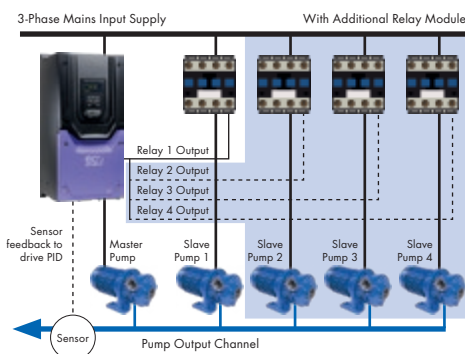 3-Phase Mains Input Supply
With Additional Relay Module
Relay 1 Output
Relay 2 Output
Relay 3 Output
Relay 4 Output
Sensor
feedback to
drive PID
Master
Pump
Slave
Pump 1
Slave
Pump 2
Slave
Pump 3
Slave
Pump 4
Sensor
Pump Output Channel